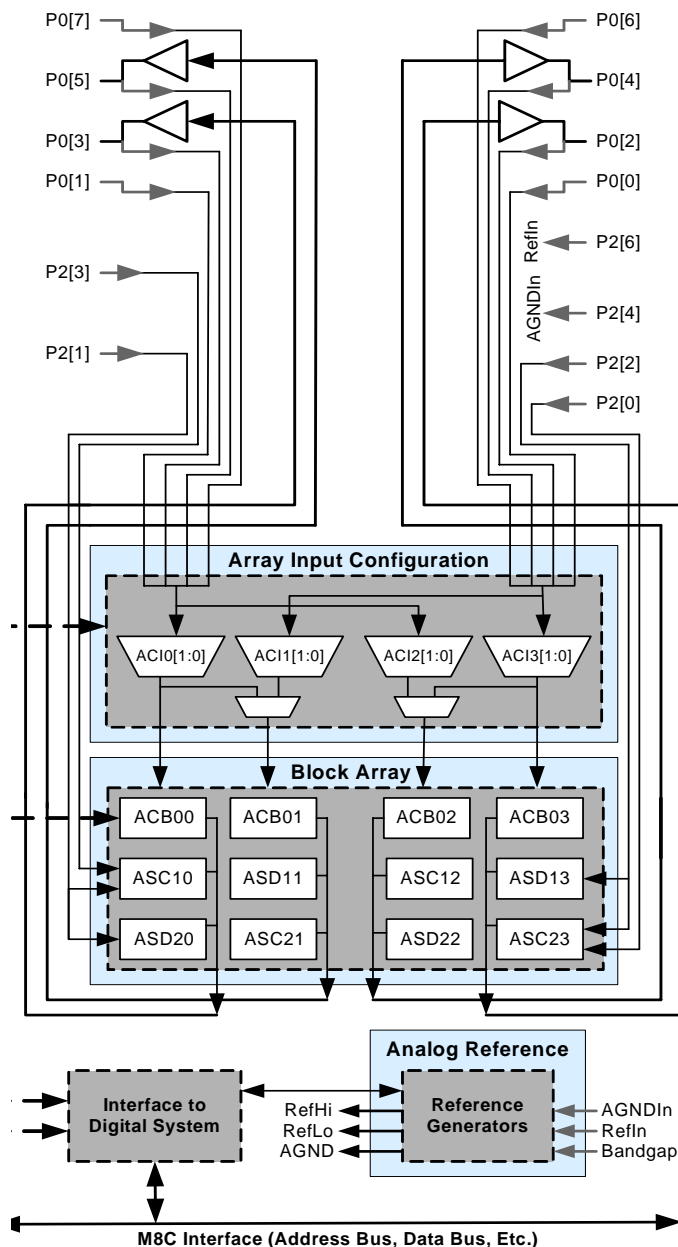 P0[7]
P0[6]
P0[5]
P0[4]
P0[3]
P0[2]
P0[1]
P0[0]
RefIn
P2[6]
P2[3]
AGNDIn
P2[4]
P2[1]
P2[2]
P2[0]
Array Input Configuration
ACI0[1:0] ACI1[1:0] ACI2[1:0] ACI3[1:0]
Block Array
ACB00 ACB01 ACB02 ACB03
ASC10 ASD11 ASC12 ASD13
ASD20 ASC21 ASD22 ASC23
Analog Reference
Interface to
Digital System
RefHi
RefLo
AGND
Reference
Generators
AGNDIn
RefIn
Bandgap
M8C Interface (Address Bus, Data Bus, Etc.)